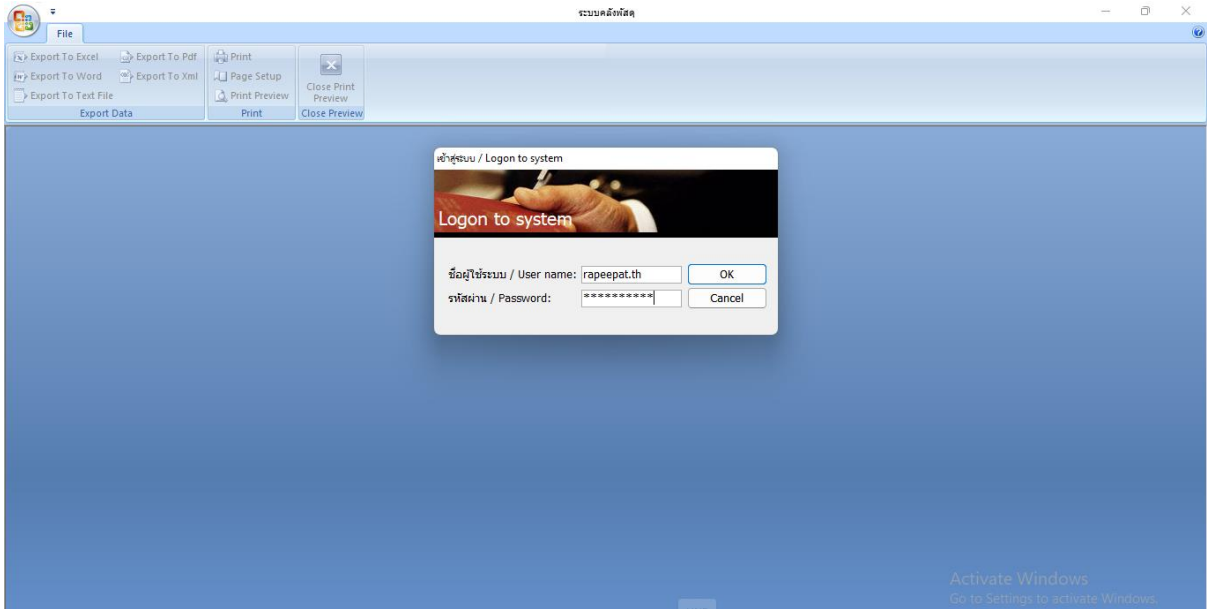 ระบบคลังพัสดุ
File
Export To Excel Export To Pdf Print
Export To Word Export To Xml Page Setup Close Print
Export To Text File Print Preview Preview
Export Data Print Close Preview
เข้าสู่ระบบ / Logon to system
Logon to system
ชื่อผู้ใช้ระบบ / User name: rapeepat.th OK
รหัสผ่าน / Password: ********** Cancel
Activate Windows
Go to Settings to activate Windows.